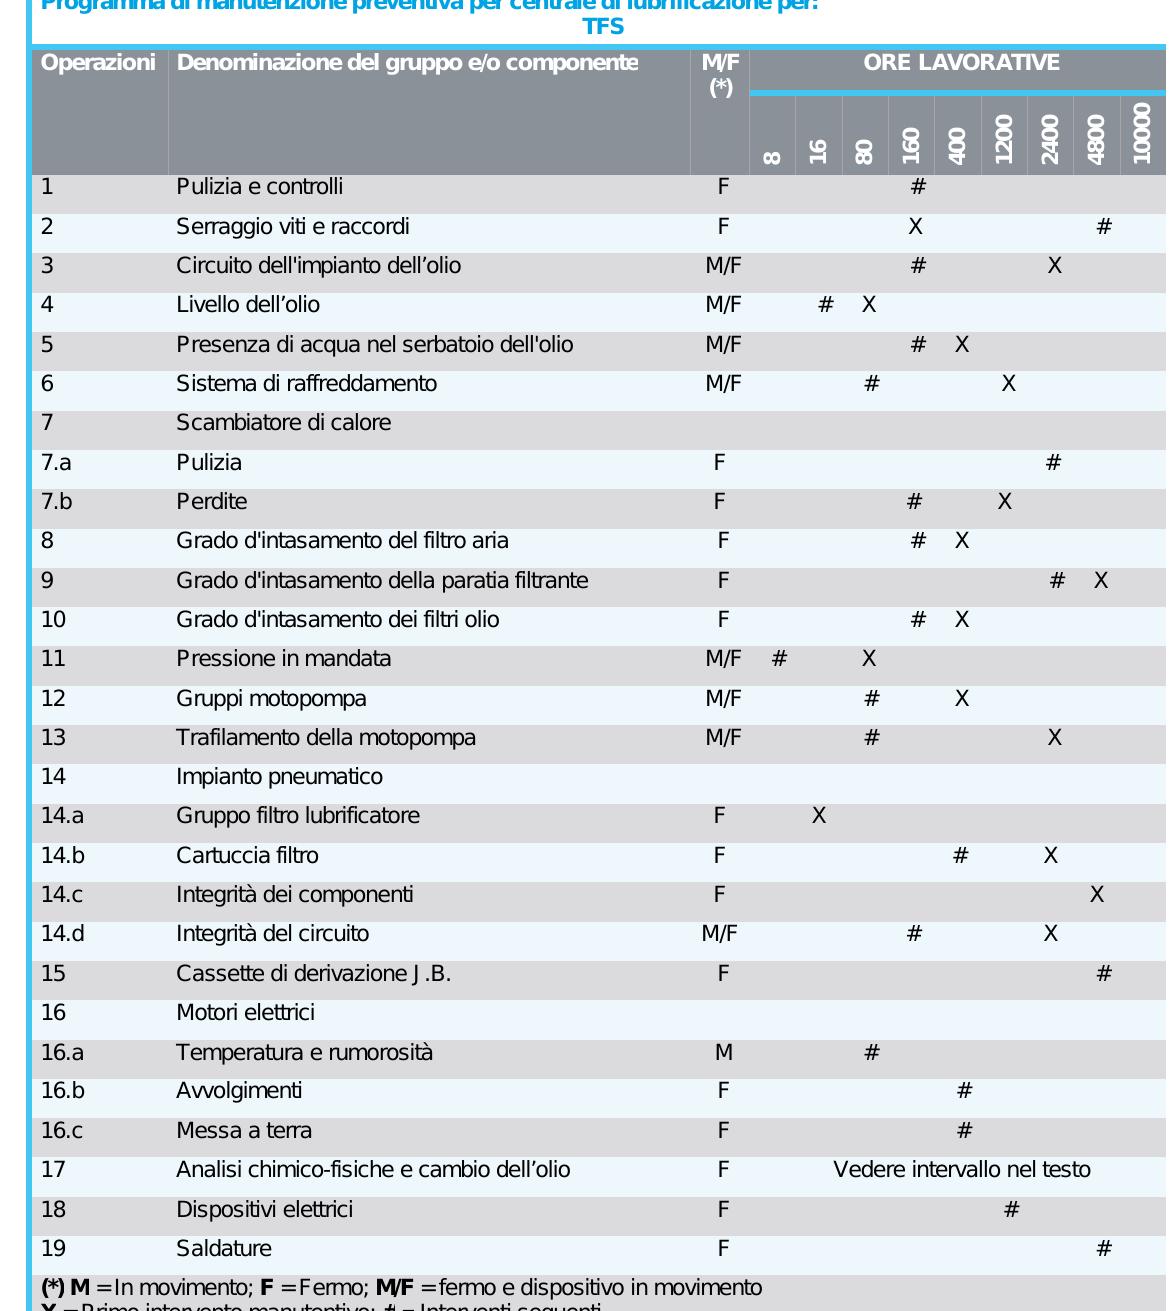 Programma di manutenzione preventiva per centrale di lubrificazione per:
TFS
Operazioni Denominazione del gruppo e/o componente M/F (*) ORE LAVORATIVE
8 16 80 160 400 1200 2400 4800 10000
1 Pulizia e controlli F #
2 Serraggio viti e raccordi F X #
3 Circuito dell'impianto dell’olio M/F # X
4 Livello dell’olio M/F # X
5 Presenza di acqua nel serbatoio dell'olio M/F # X
6 Sistema di raffreddamento M/F # X
7 Scambiatore di calore
7.a Pulizia F #
7.b Perdite F # X
8 Grado d'intasamento del filtro aria F # X
9 Grado d'intasamento della paratia filtrante F # X
10 Grado d'intasamento dei filtri olio F # X
11 Pressione in mandata M/F # X
12 Gruppi motopompa M/F # X
13 Trafilamento della motopompa M/F # X
14 Impianto pneumatico
14.a Gruppo filtro lubrificatore F X
14.b Cartuccia filtro F # X
14.c Integrità dei componenti F X
14.d Integrità del circuito M/F # X
15 Cassette di derivazione J.B. F #
16 Motori elettrici
16.a Temperatura e rumorosità M #
16.b Avvolgimenti F #
16.c Messa a terra F #
17 Analisi chimico-fisiche e cambio dell’olio F Vedere intervallo nel testo
18 Dispositivi elettrici F #
19 Saldature F #
(*) M = In movimento; F = Fermo; M/F = fermo e dispositivo in movimento
X = Primo intervento manutentivo; # = Interventi seguenti